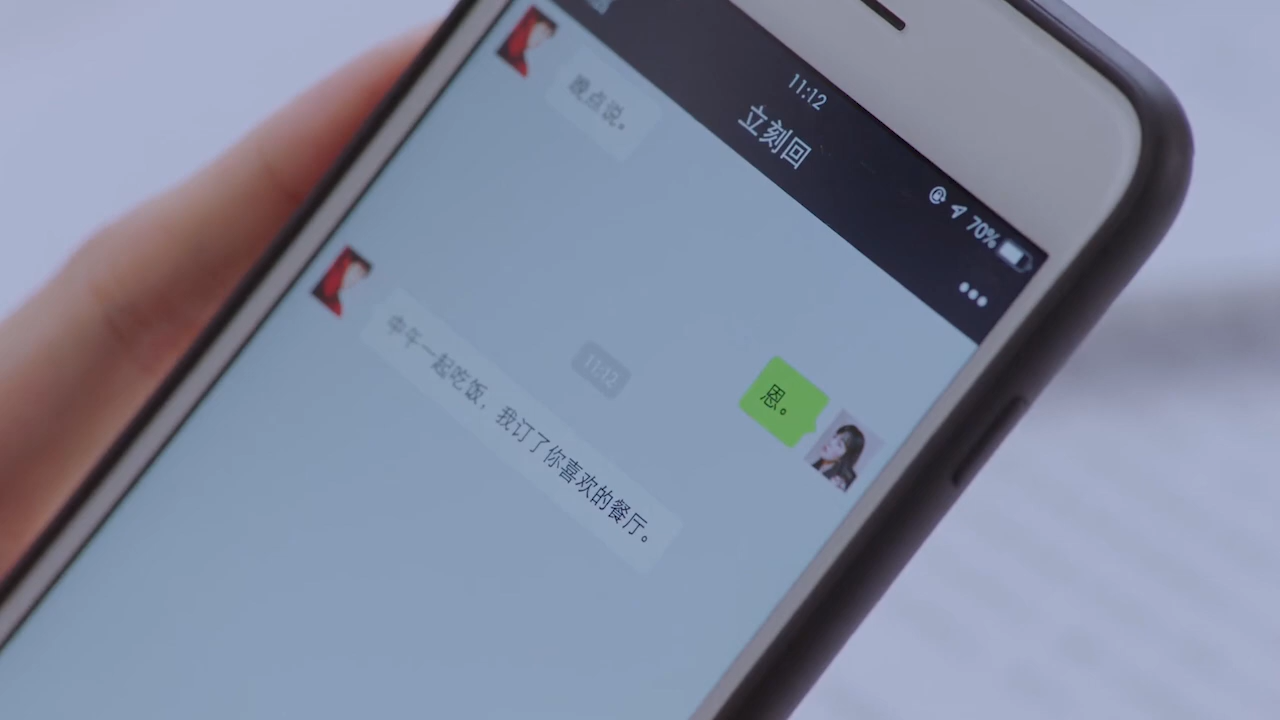 11:12
70%
立刻回
晚点说。
恩。
11:12
中午一起吃饭，我订了你喜欢的餐厅。